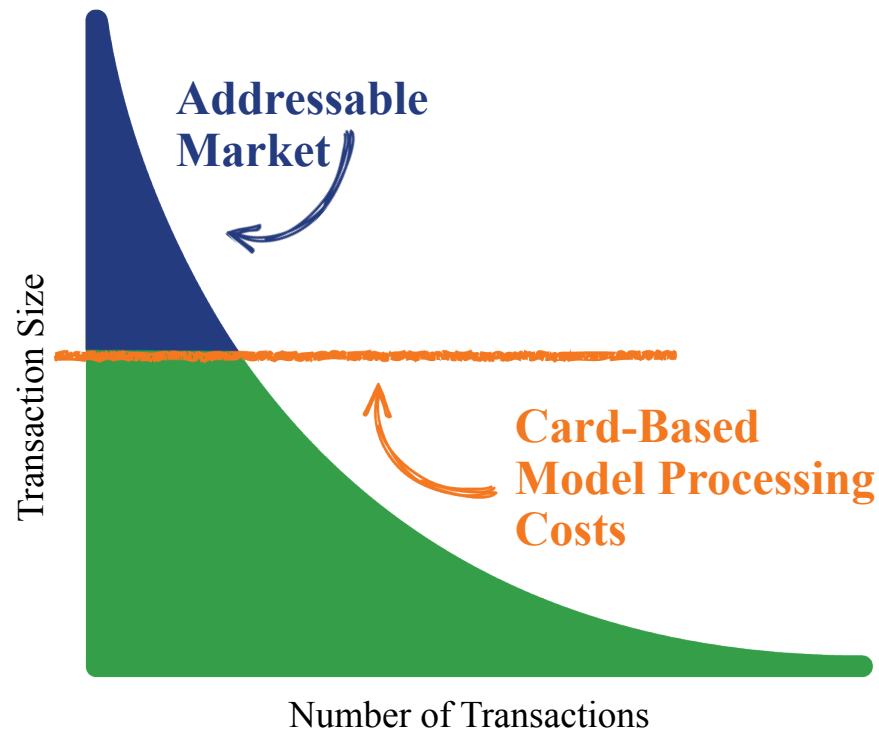 Addressable
Market
Transaction Size
Card-Based
Model Processing
Costs
Number of Transactions